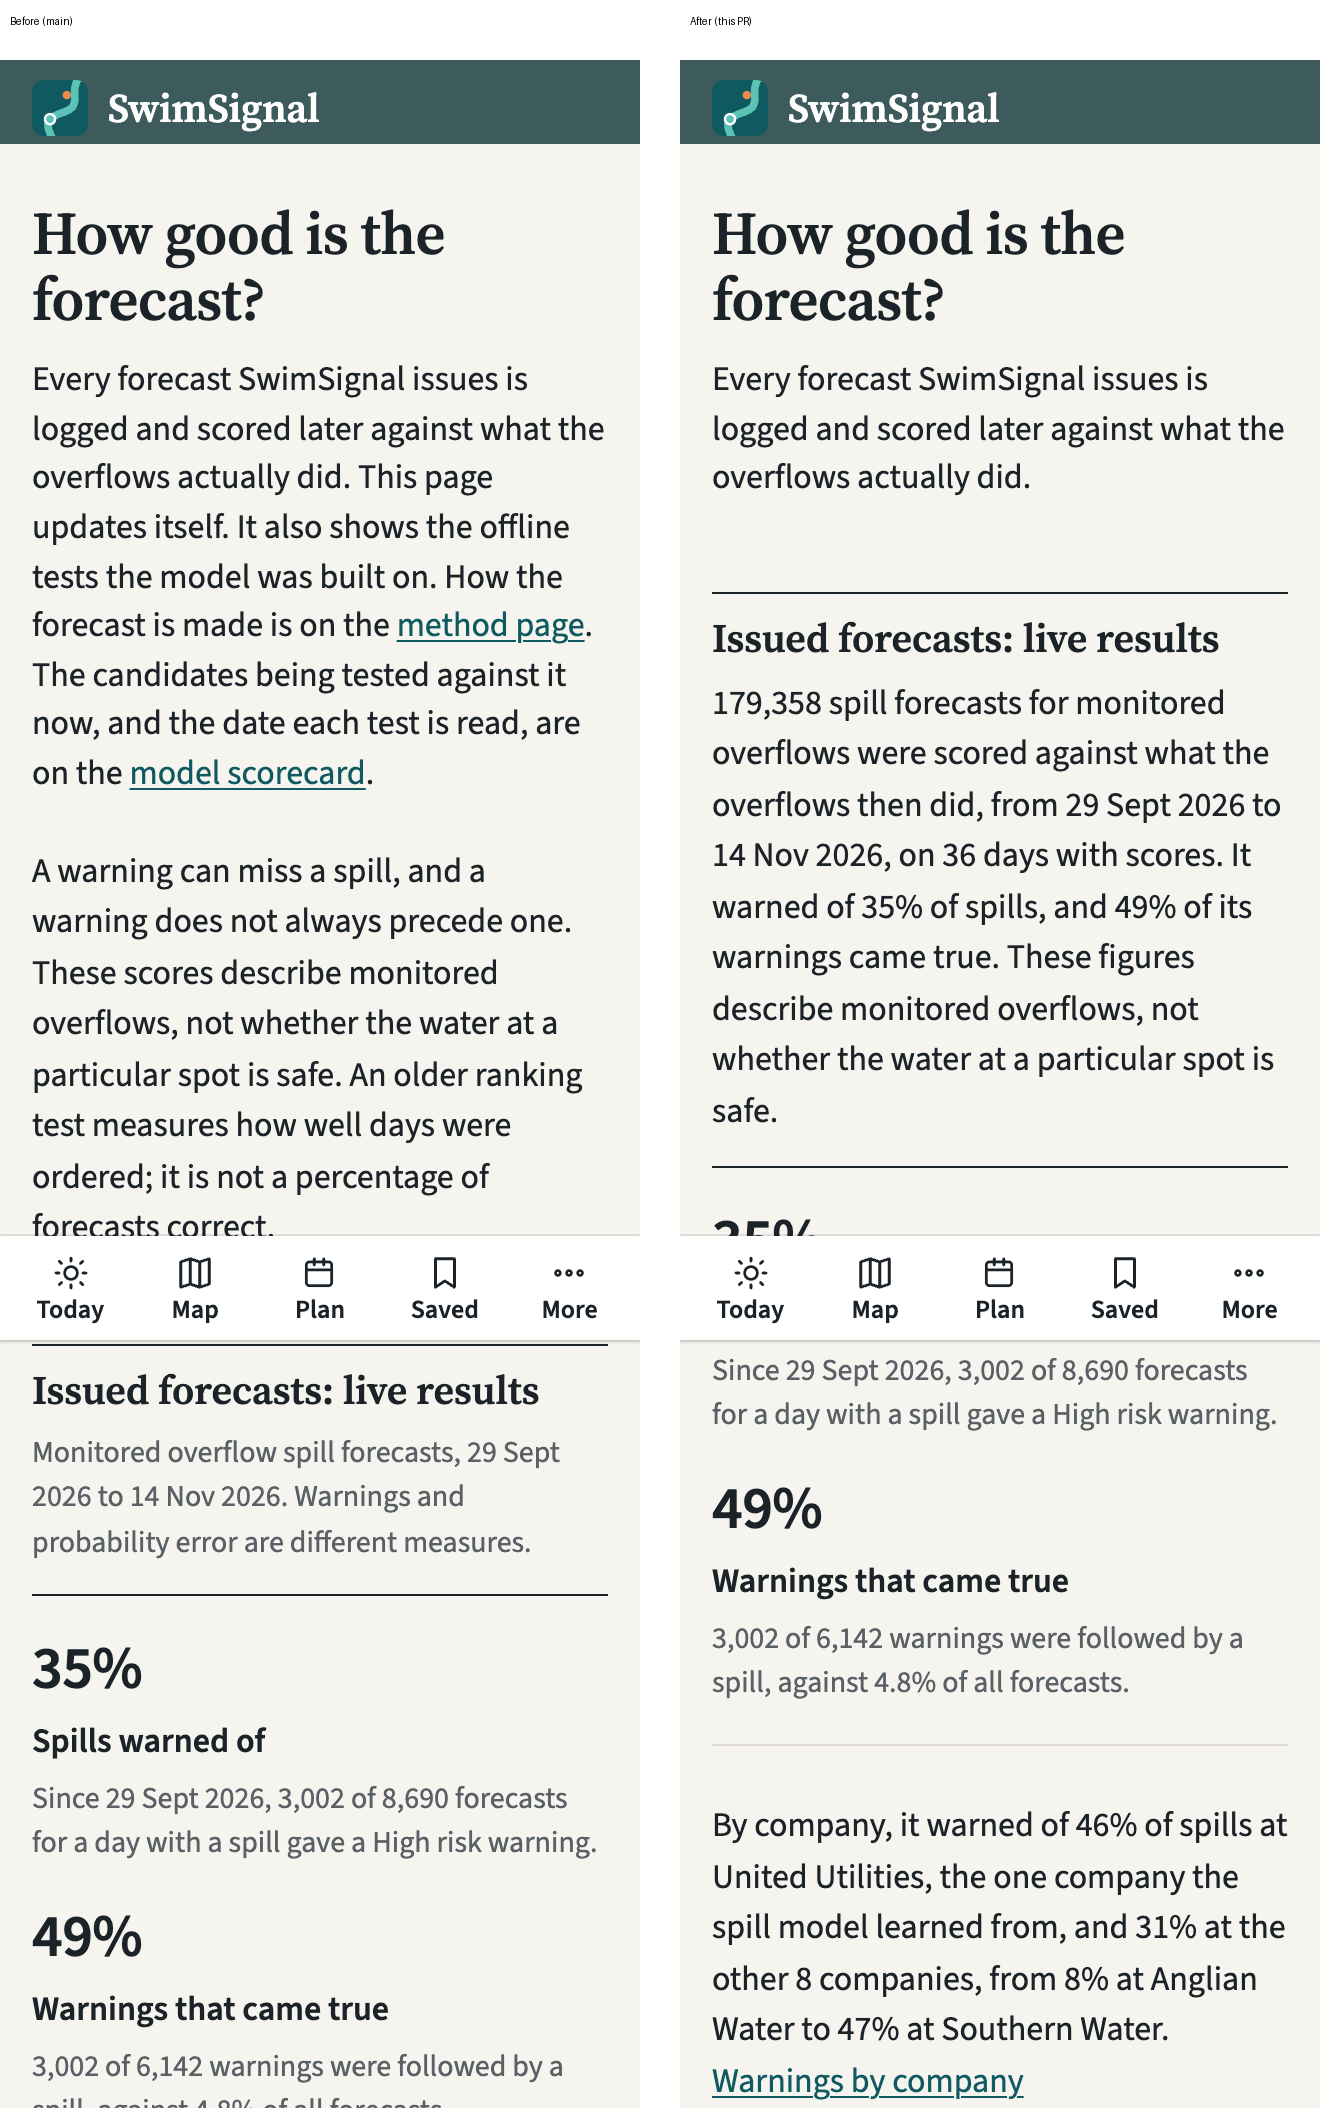 Before (main)
SwimSignal
How good is the
forecast?
Every forecast SwimSignal issues is
logged and scored later against what the
overflows actually did. This page
updates itself. It also shows the offline
tests the model was built on. How the
forecast is made is on the method page.
The candidates being tested against it
now, and the date each test is read, are
on the model scorecard.
A warning can miss a spill, and a
warning does not always precede one.
These scores describe monitored
overflows, not whether the water at a
particular spot is safe. An older ranking
test measures how well days were
ordered; it is not a percentage of
forecasts correct.
Today Map Plan Saved More
Issued forecasts: live results
Monitored overflow spill forecasts, 29 Sept
2026 to 14 Nov 2026. Warnings and
probability error are different measures.
35%
Spills warned of
Since 29 Sept 2026, 3,002 of 8,690 forecasts
for a day with a spill gave a High risk warning.
49%
Warnings that came true
3,002 of 6,142 warnings were followed by a
spill, against 4.8% of all forecasts.
After (this PR)
SwimSignal
How good is the
forecast?
Every forecast SwimSignal issues is
logged and scored later against what the
overflows actually did.
Issued forecasts: live results
179,358 spill forecasts for monitored
overflows were scored against what the
overflows then did, from 29 Sept 2026 to
14 Nov 2026, on 36 days with scores. It
warned of 35% of spills, and 49% of its
warnings came true. These figures
describe monitored overflows, not
whether the water at a particular spot is
safe.
35%
Today Map Plan Saved More
Since 29 Sept 2026, 3,002 of 8,690 forecasts
for a day with a spill gave a High risk warning.
49%
Warnings that came true
3,002 of 6,142 warnings were followed by a
spill, against 4.8% of all forecasts.
By company, it warned of 46% of spills at
United Utilities, the one company the
spill model learned from, and 31% at the
other 8 companies, from 8% at Anglian
Water to 47% at Southern Water.
Warnings by company